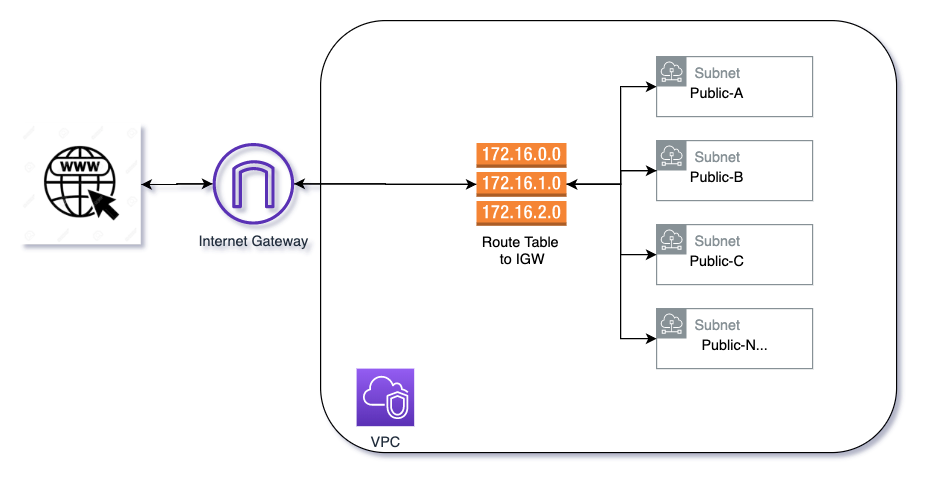 WWW
Internet Gateway
172.16.0.0
172.16.1.0
172.16.2.0
Route Table
to IGW
Subnet
Public-A
Subnet
Public-B
Subnet
Public-C
Subnet
Public-N...
VPC